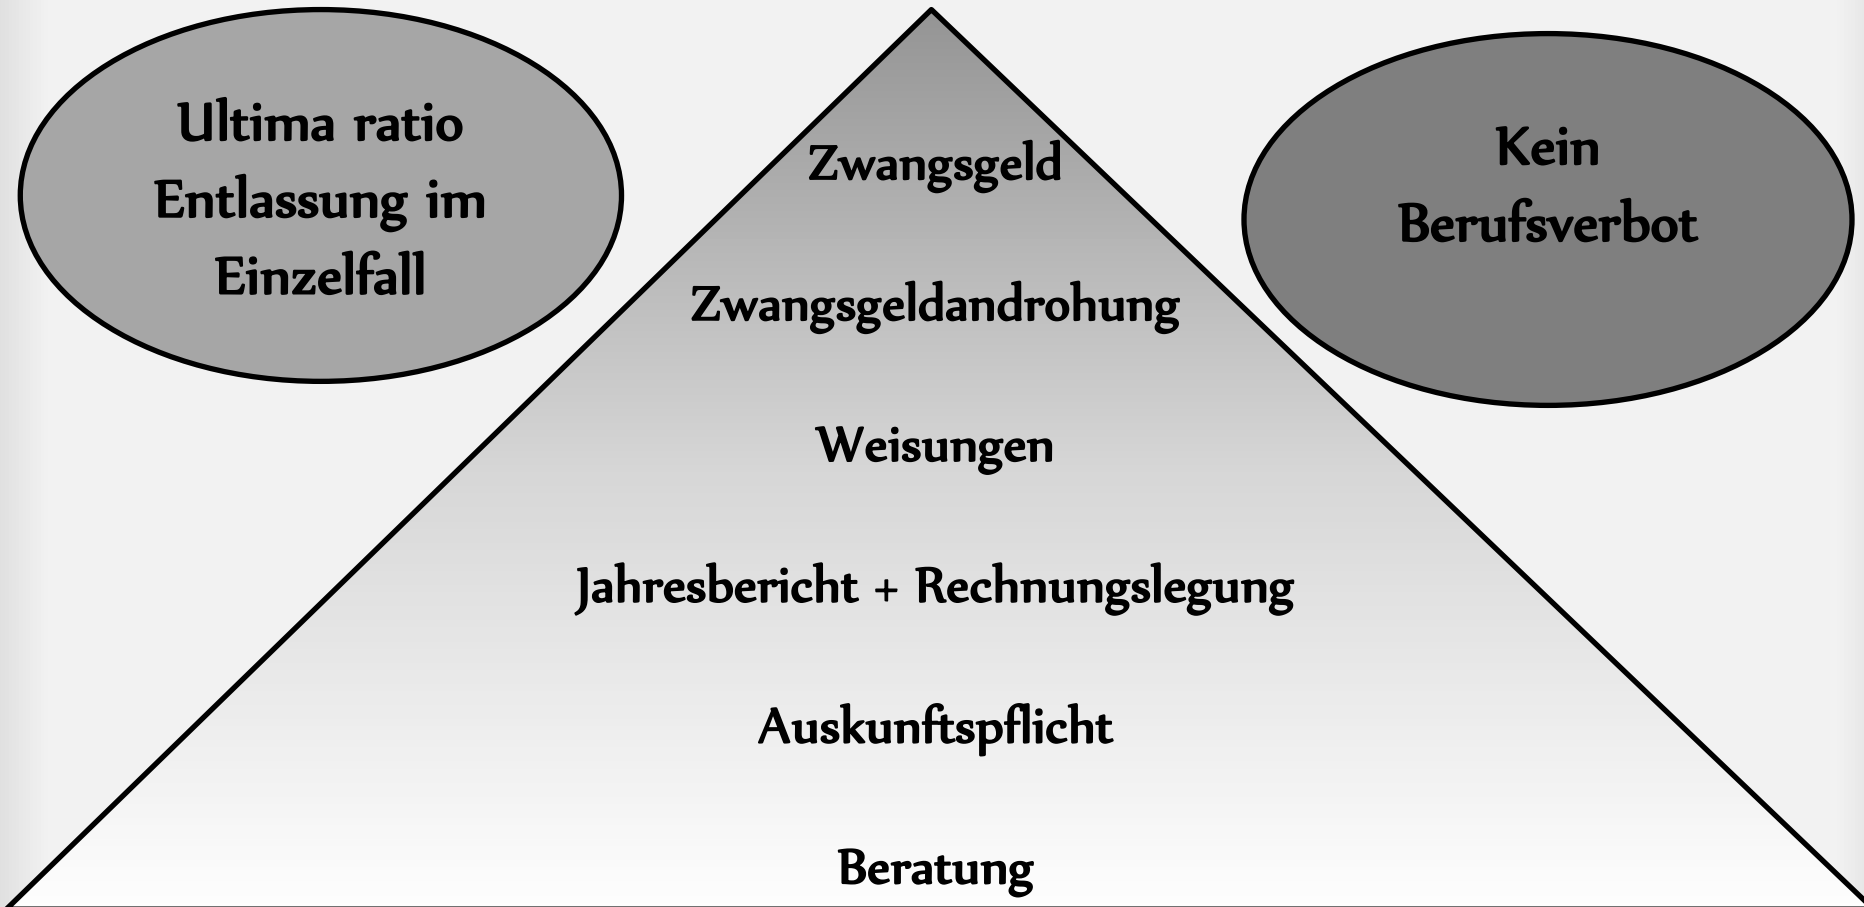 Ultima ratio
Entlassung im
Einzelfall
Kein
Berufsverbot
Zwangsgeld
Zwangsgeldandrohung
Weisungen
Jahresbericht + Rechnungslegung
Auskunftspflicht
Beratung